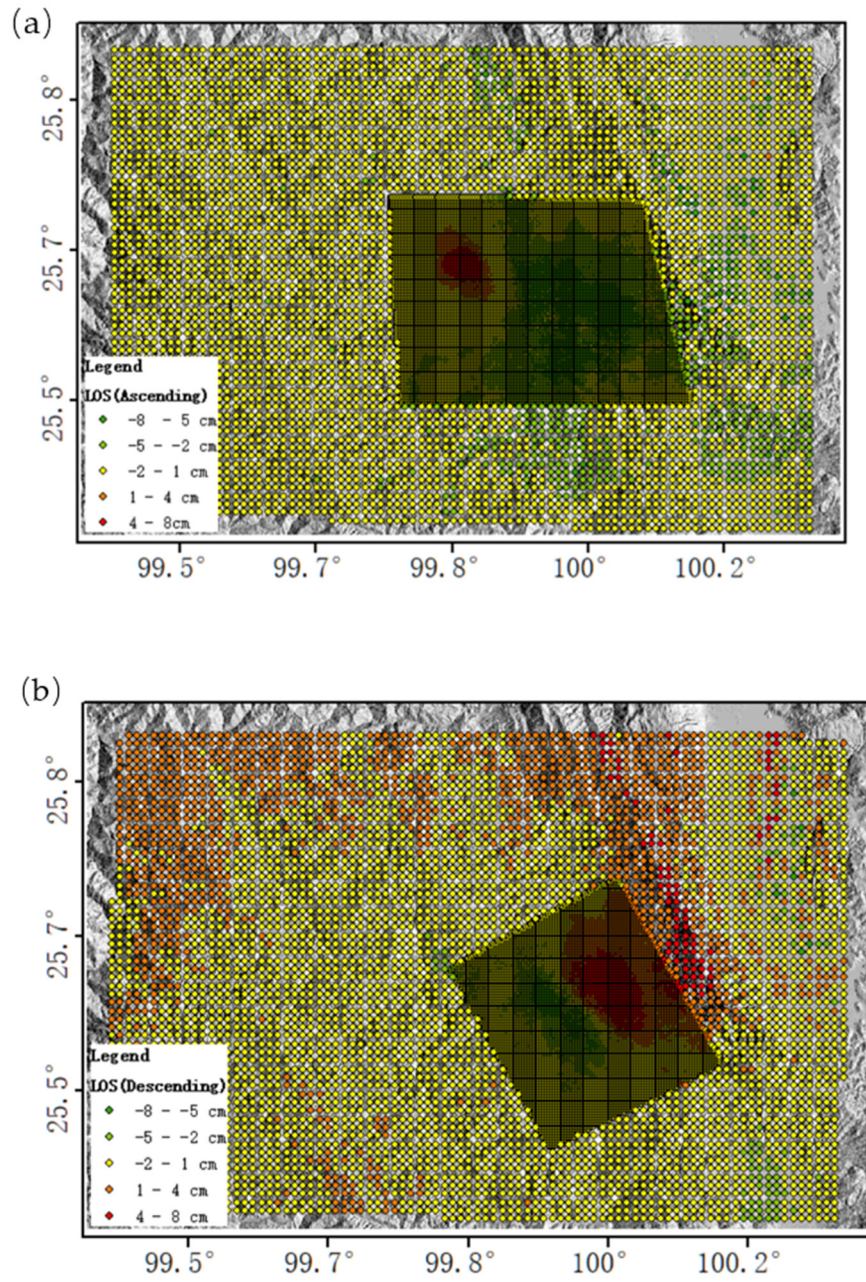 (a)
25.8°
25.7°
25.5°
Legend
LOS(Ascending)
-8 - 5 cm
-5 - -2 cm
-2 - 1 cm
1 - 4 cm
4 - 8cm
99.5° 99.7° 99.8° 100° 100.2°
(b)
25.8°
25.7°
25.5°
Legend
LOS(Descending)
-8 - -5 cm
-5 - -2 cm
-2 - 1 cm
1 - 4 cm
4 - 8 cm
99.5° 99.7° 99.8° 100° 100.2°